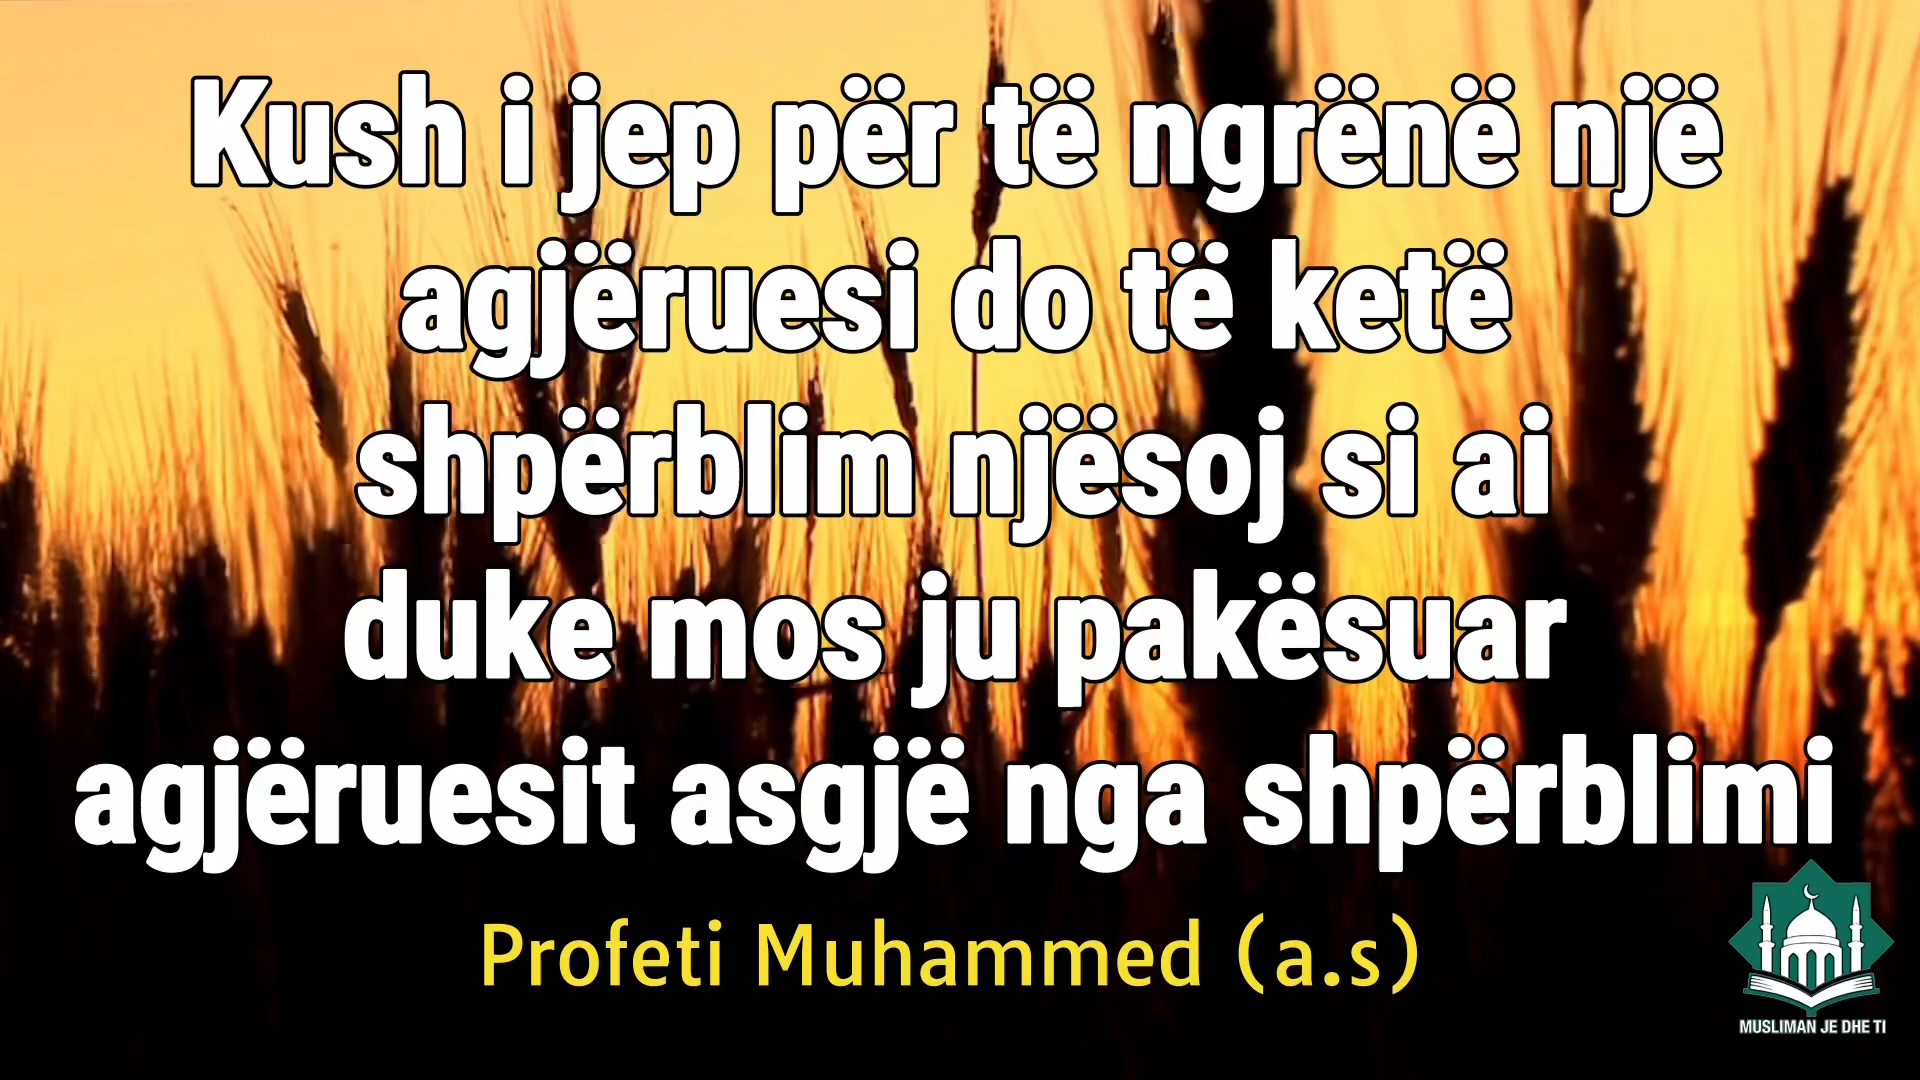 Kush i jep për të ngrënë një
agjëruesi do të ketë
shpërblim njësoj si ai
duke mos ju pakësuar
agjëruesit asgjë nga shpërblimi
Profeti Muhammed (a.s)
MUSLIMAN JE DHE TI